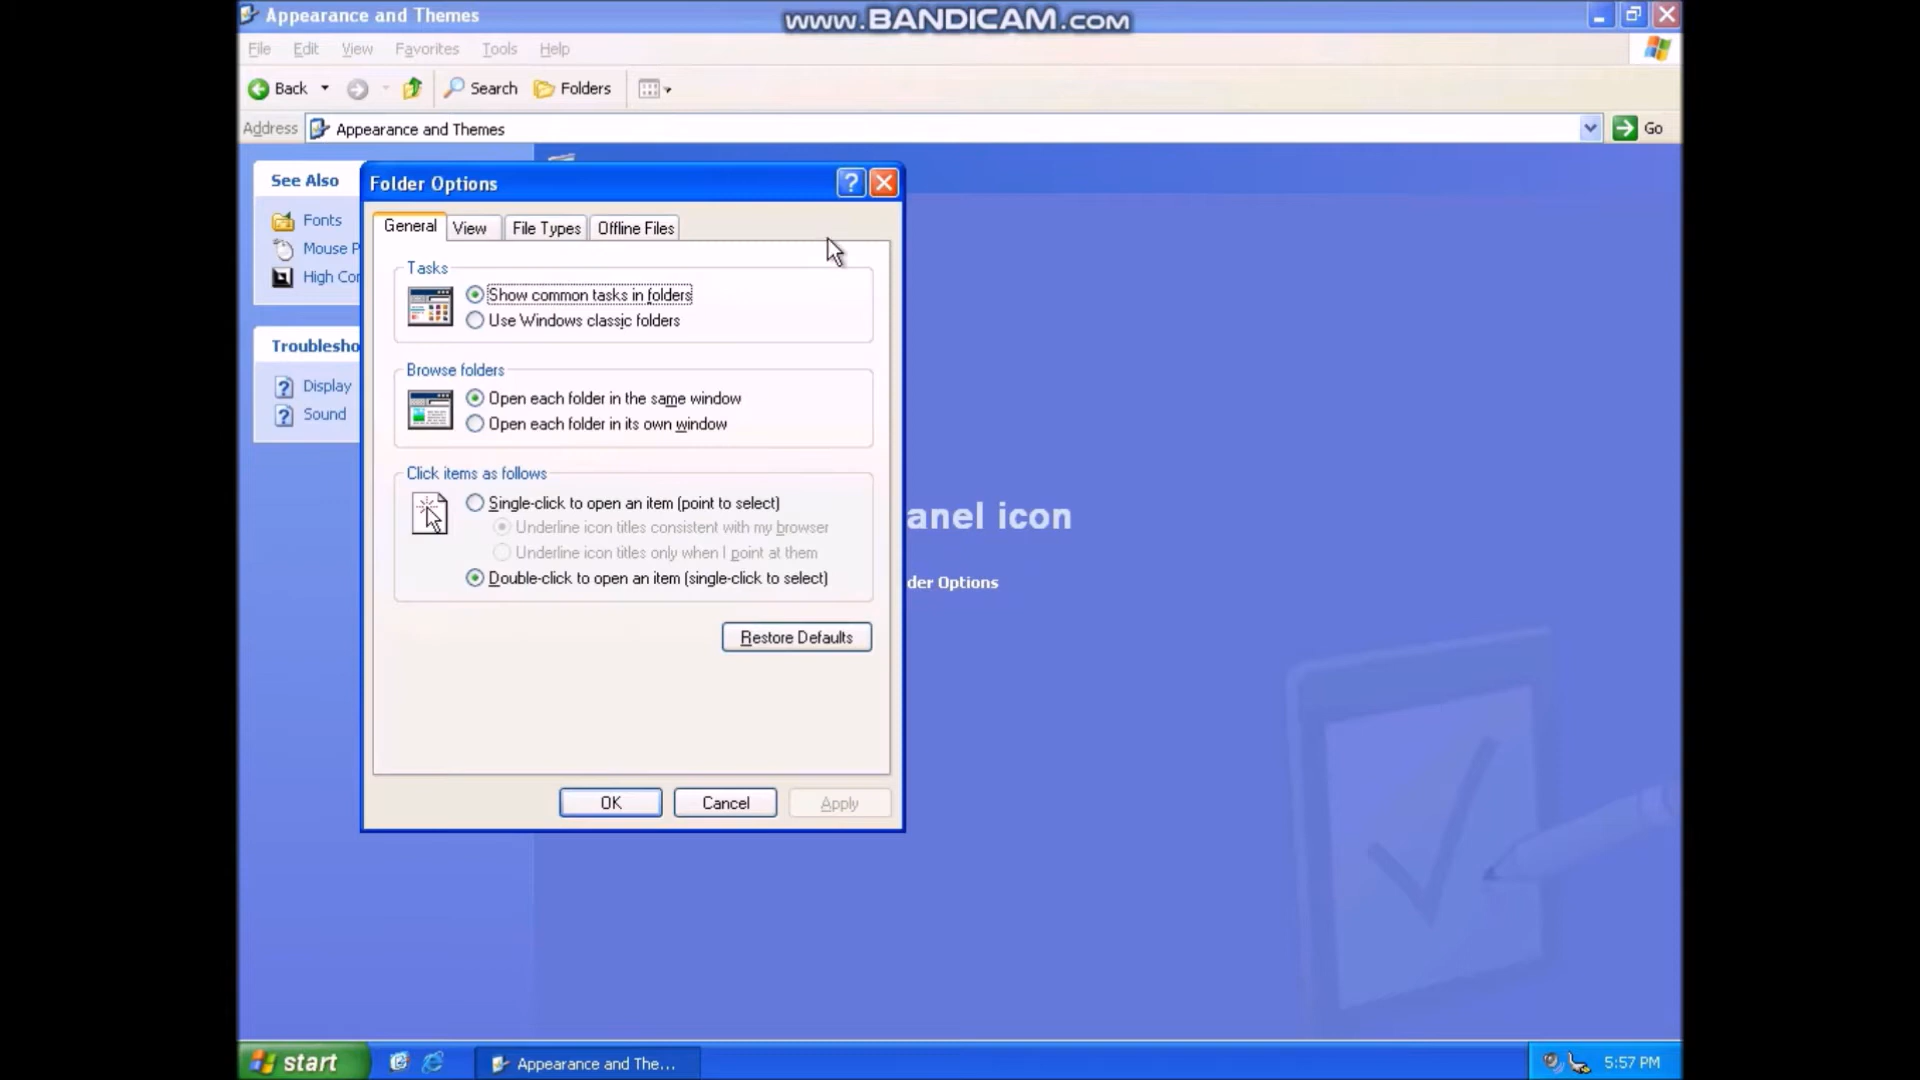 Appearance and Themes
www.BANDICAM.com
File Edit View Favorites Tools Help
Back Search Folders
Address Appearance and Themes Go
See Also
Fonts
Mouse P
High Cor
Troublesho
Display
Sound
Folder Options
General View File Types Offline Files
Tasks
Show common tasks in folders
Use Windows classic folders
Browse folders
Open each folder in the same window
Open each folder in its own window
Click items as follows
Single-click to open an item (point to select)
Underline icon titles consistent with my browser
Underline icon titles only when I point at them
Double-click to open an item (single-click to select)
Restore Defaults
OK Cancel Apply
anel icon
der Options
start Appearance and The... 5:57 PM